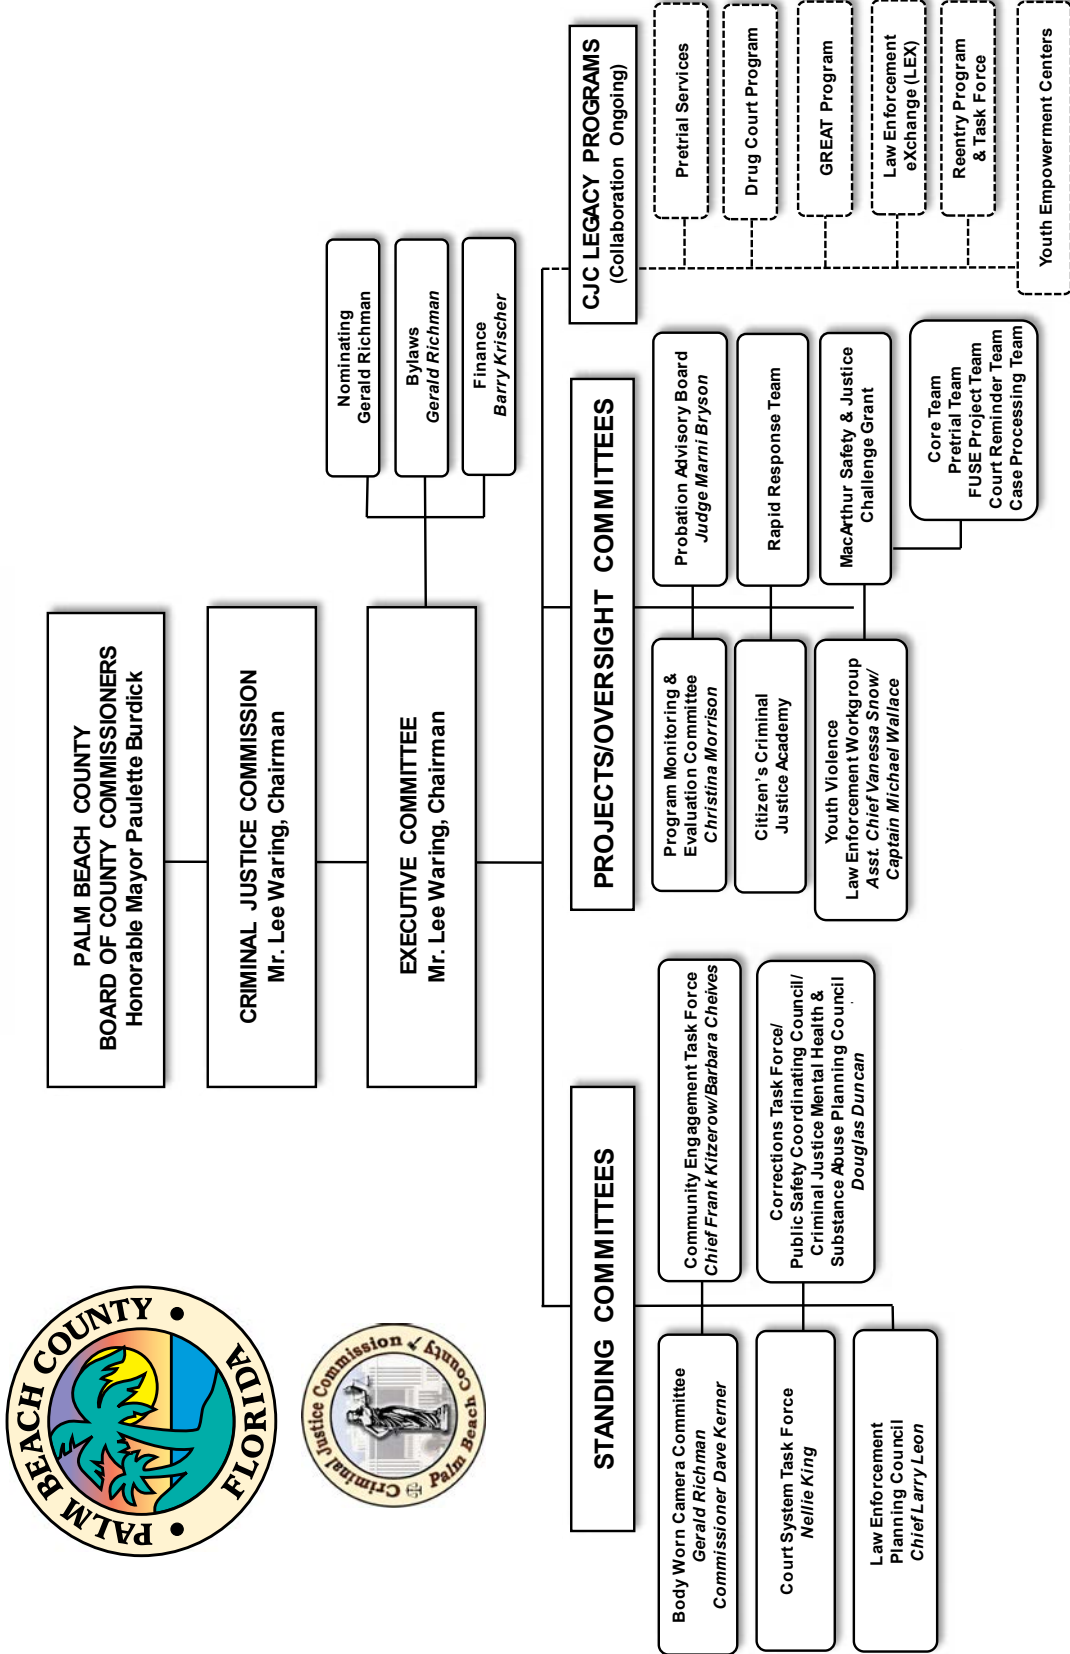 PALM BEACH COUNTY
FLORIDA
Criminal Justice Commission
Palm Beach County
PALM BEACH COUNTY
BOARD OF COUNTY COMMISSIONERS
Honorable Mayor Paulette Burdick
CRIMINAL JUSTICE COMMISSION
Mr. Lee Waring, Chairman
EXECUTIVE COMMITTEE
Mr. Lee Waring, Chairman
Nominating
Gerald Richman
Bylaws
Gerald Richman
Finance
Barry Krischer
STANDING COMMITTEES
Body Worn Camera Committee
Gerald Richman
Commissioner Dave Kerner
Community Engagement Task Force
Chief Frank Kitzerow/Barbara Cheives
Court System Task Force
Nellie King
Corrections Task Force/
Public Safety Coordinating Council/
Criminal Justice Mental Health &
Substance Abuse Planning Council
Douglas Duncan
Law Enforcement
Planning Council
Chief Larry Leon
PROJECTS/OVERSIGHT COMMITTEES
Program Monitoring &
Evaluation Committee
Christina Morrison
Probation Advisory Board
Judge Marni Bryson
Citizen's Criminal
Justice Academy
Rapid Response Team
Youth Violence
Law Enforcement Workgroup
Asst. Chief Vanessa Snow/
Captain Michael Wallace
MacArthur Safety & Justice
Challenge Grant
Core Team
Pretrial Team
FUSE Project Team
Court Reminder Team
Case Processing Team
CJC LEGACY PROGRAMS
(Collaboration Ongoing)
Pretrial Services
Drug Court Program
GREAT Program
Law Enforcement
eXchange (LEX)
Reentry Program
& Task Force
Youth Empowerment Centers